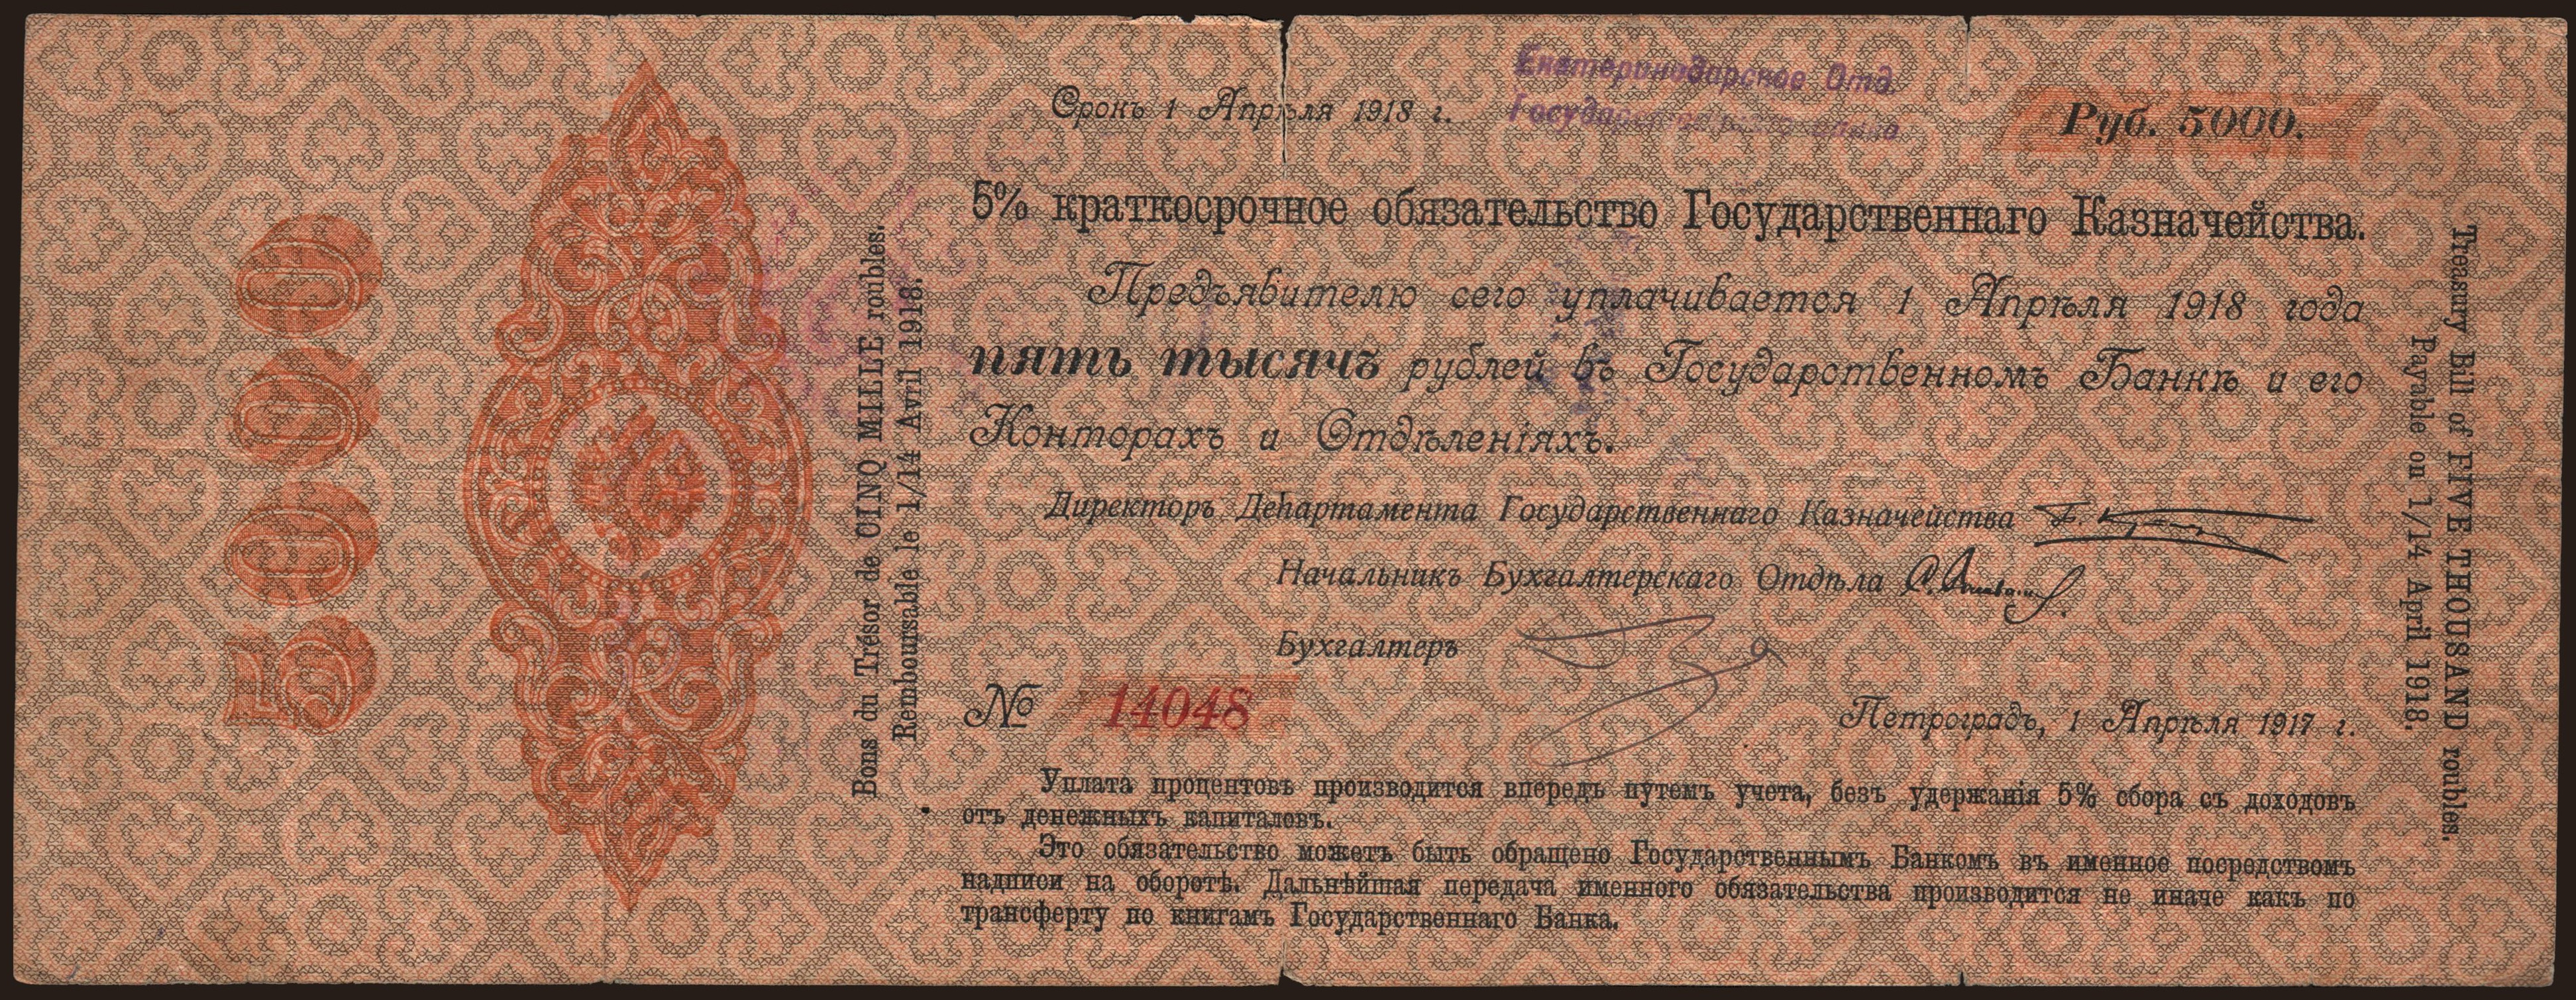 5000
Bons du Trésor de CINQ MILLE roubles.
Remboursable le 1/14 Avril 1918.
Срокъ 1 Апрѣля 1918 г.
Екатеринодарское Отд.
Руб. 5000.
5% краткосрочное обязательство Государственнаго Казначейства.
Предъявителю сего уплачивается 1 Апрѣля 1918 года
пять тысячъ рублей въ Государственномъ Банкѣ и его
Конторахъ и Отдѣленіяхъ.
Директоръ Департамента Государственнаго Казначейства
Начальникъ Бухгалтерскаго Отдѣла
Бухгалтеръ
№ 14048
Петроградъ, 1 Апрѣля 1917 г.
Уплата процентовъ производится впередъ путемъ учета, безъ удержанія 5% сбора съ доходовъ
отъ денежныхъ капиталовъ.
Это обязательство можетъ быть обращено Государственнымъ Банкомъ въ именное посредствомъ
надписи на оборотѣ. Дальнѣйшая передача именного обязательства производится не иначе какъ по
трансферту по книгамъ Государственнаго Банка.
Treasury Bill of FIVE THOUSAND roubles.
Payable on 1/14 April 1918.